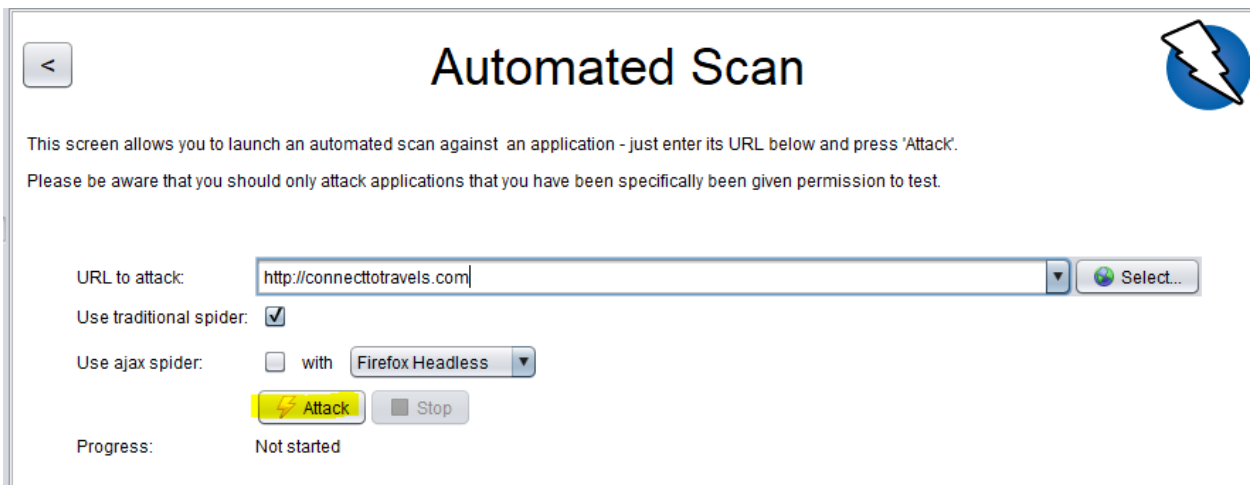 <
Automated Scan
This screen allows you to launch an automated scan against an application - just enter its URL below and press 'Attack'.
Please be aware that you should only attack applications that you have been specifically been given permission to test.
URL to attack: http://connecttotravels.com Select...
Use traditional spider:
Use ajax spider: with Firefox Headless
Attack Stop
Progress: Not started